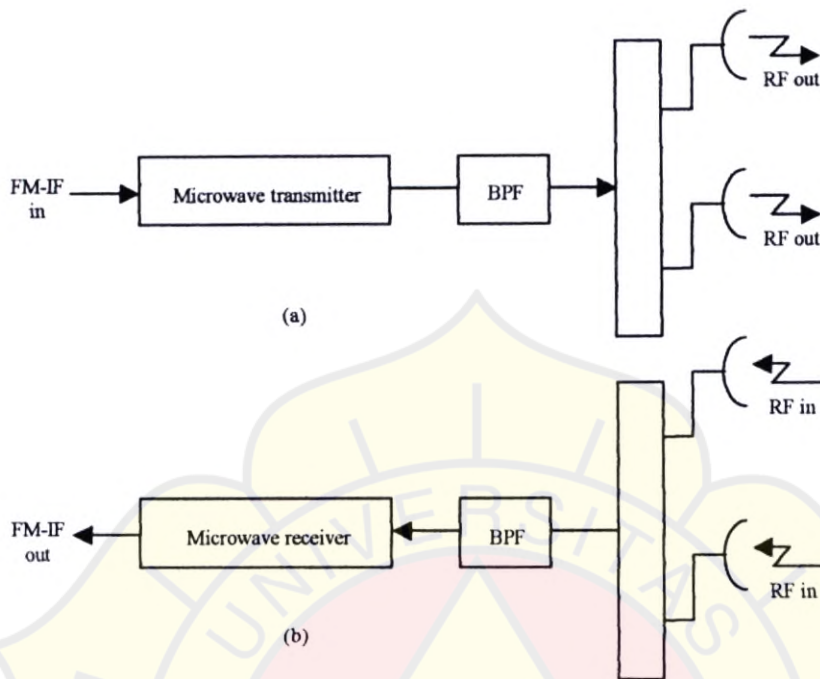 RF out
FM-IF
in
Microwave transmitter
BPF
RF out
(a)
RF in
FM-IF
out
Microwave receiver
BPF
RF in
(b)
UNIVERSITAS